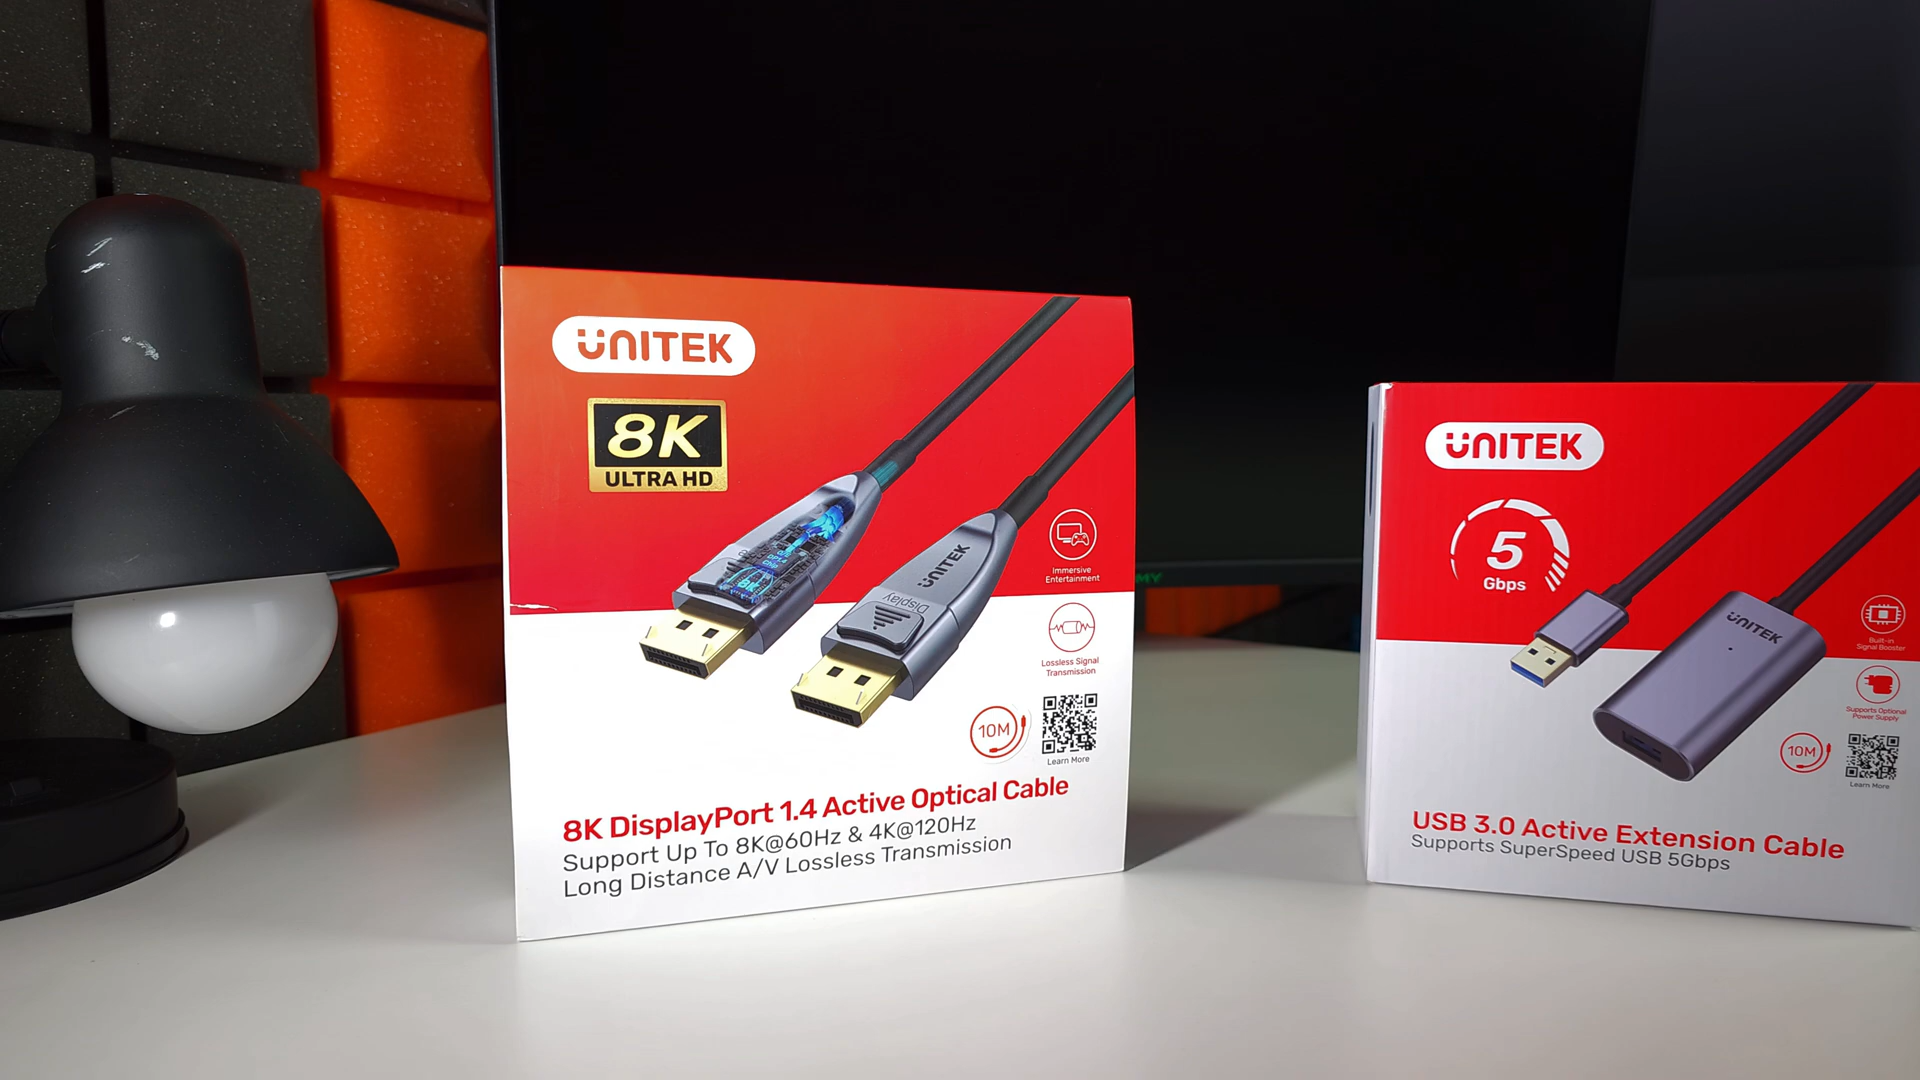 UNITEK
8K
ULTRA HD
UNITEK
Display
8K
Immersive
Entertainment
Lossless Signal
Transmission
10M
Learn More
8K DisplayPort 1.4 Active Optical Cable
Support Up To 8K@60Hz & 4K@120Hz
Long Distance A/V Lossless Transmission
MY
UNITEK
5
Gbps
UNITEK
Built-in
Signal Booster
Supports Optional
Power Supply
10M
Learn More
USB 3.0 Active Extension Cable
Supports SuperSpeed USB 5Gbps